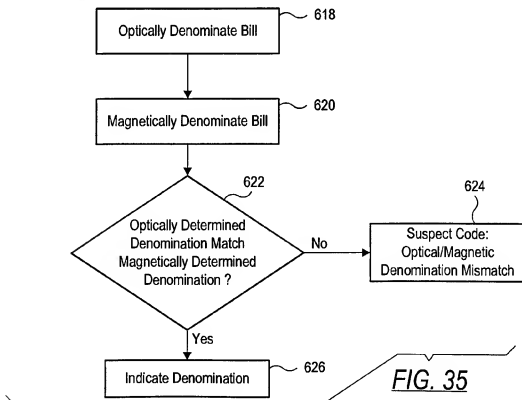 Optically Denominate Bill
618
Magnetically Denominate Bill
620
622
Optically Determined
Denomination Match
Magnetically Determined
Denomination ?
No
624
Suspect Code:
Optical/Magnetic
Denomination Mismatch
Yes
Indicate Denomination
626
FIG. 35